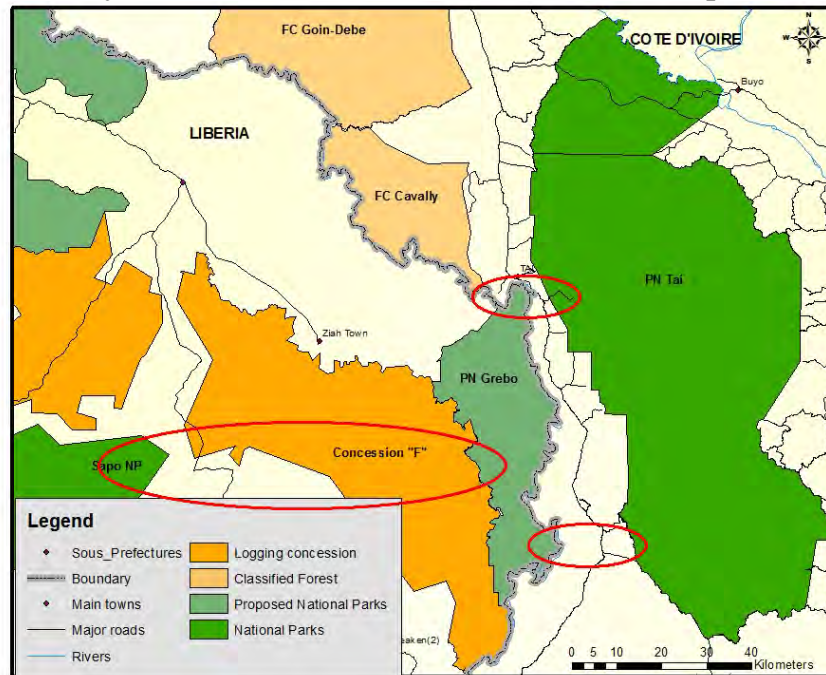 FC Goin-Debe
COTE D'IVOIRE
N
W
E
S
Buyo
LIBERIA
FC Cavally
PN Taï
Ziah Town
PN Grebo
Sapo NP
Concession "F"
Legend
Sous_Prefectures
Boundary
Main towns
Major roads
Rivers
Logging concession
Classified Forest
Proposed National Parks
National Parks
0 5 10 20 30 40
Kilometers